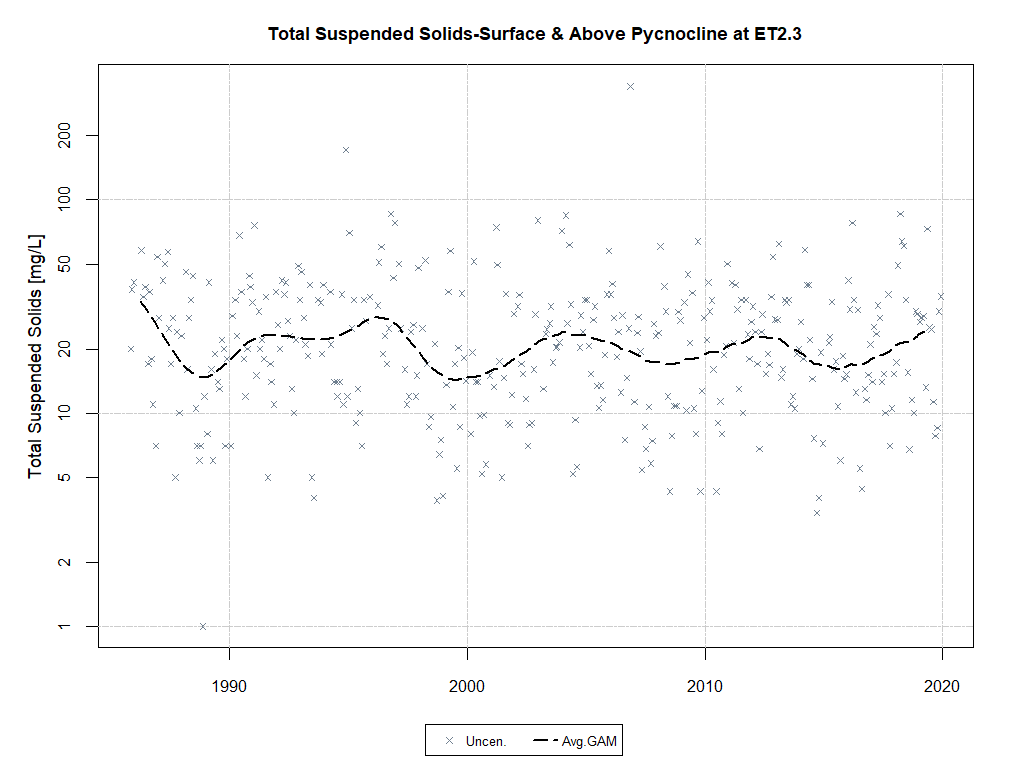 Total Suspended Solids-Surface & Above Pycnocline at ET2.3
Total Suspended Solids [mg/L]
200
100
50
20
10
5
2
1
1990 2000 2010 2020
Uncen. Avg.GAM